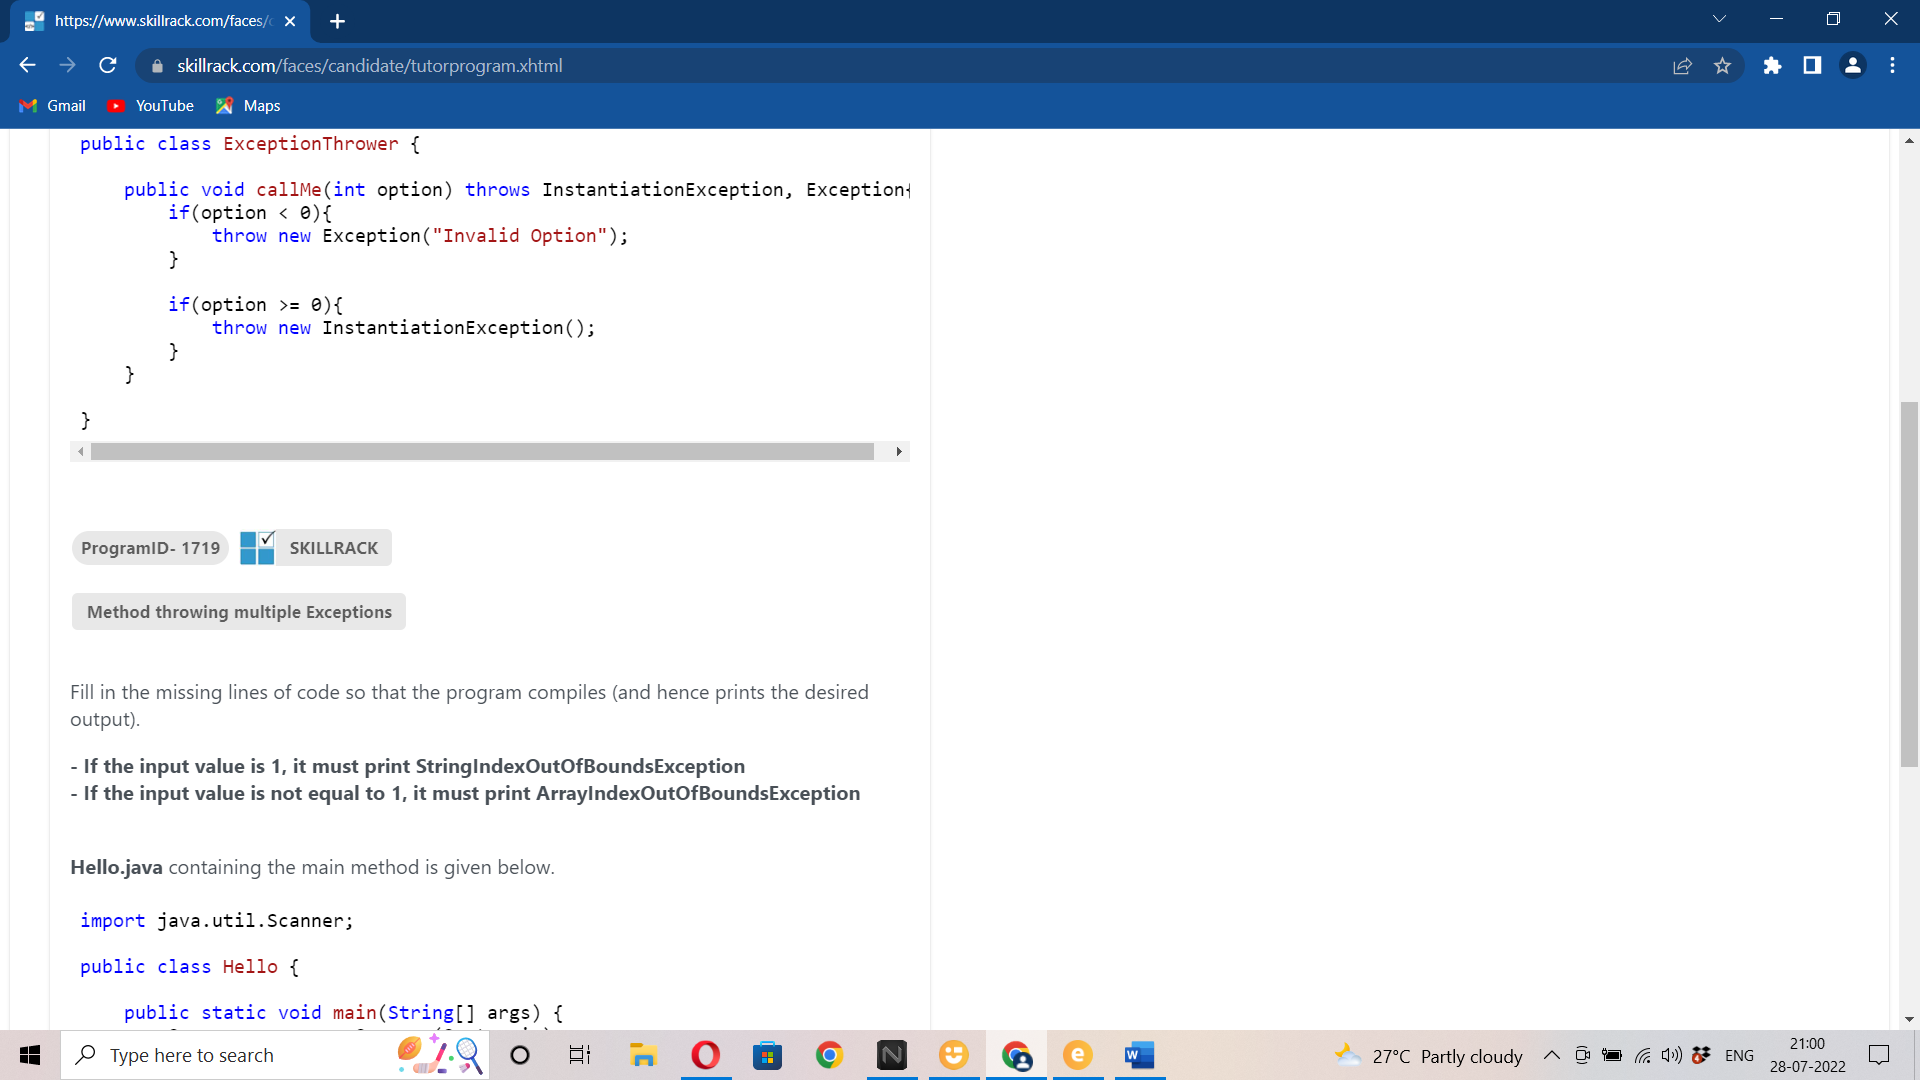 https://www.skillrack.com/faces/c
skillrack.com/faces/candidate/tutorprogram.xhtml
Gmail YouTube Maps
public class ExceptionThrower {
public void callMe(int option) throws InstantiationException, Exception{
if(option < 0){
throw new Exception("Invalid Option");
}
if(option >= 0){
throw new InstantiationException();
}
}
}
ProgramID- 1719 SKILLRACK
Method throwing multiple Exceptions
Fill in the missing lines of code so that the program compiles (and hence prints the desired
output).
- If the input value is 1, it must print StringIndexOutOfBoundsException
- If the input value is not equal to 1, it must print ArrayIndexOutOfBoundsException
Hello.java containing the main method is given below.
import java.util.Scanner;
public class Hello {
public static void main(String[] args) {
Type here to search
27°C Partly cloudy
ENG
21:00
28-07-2022